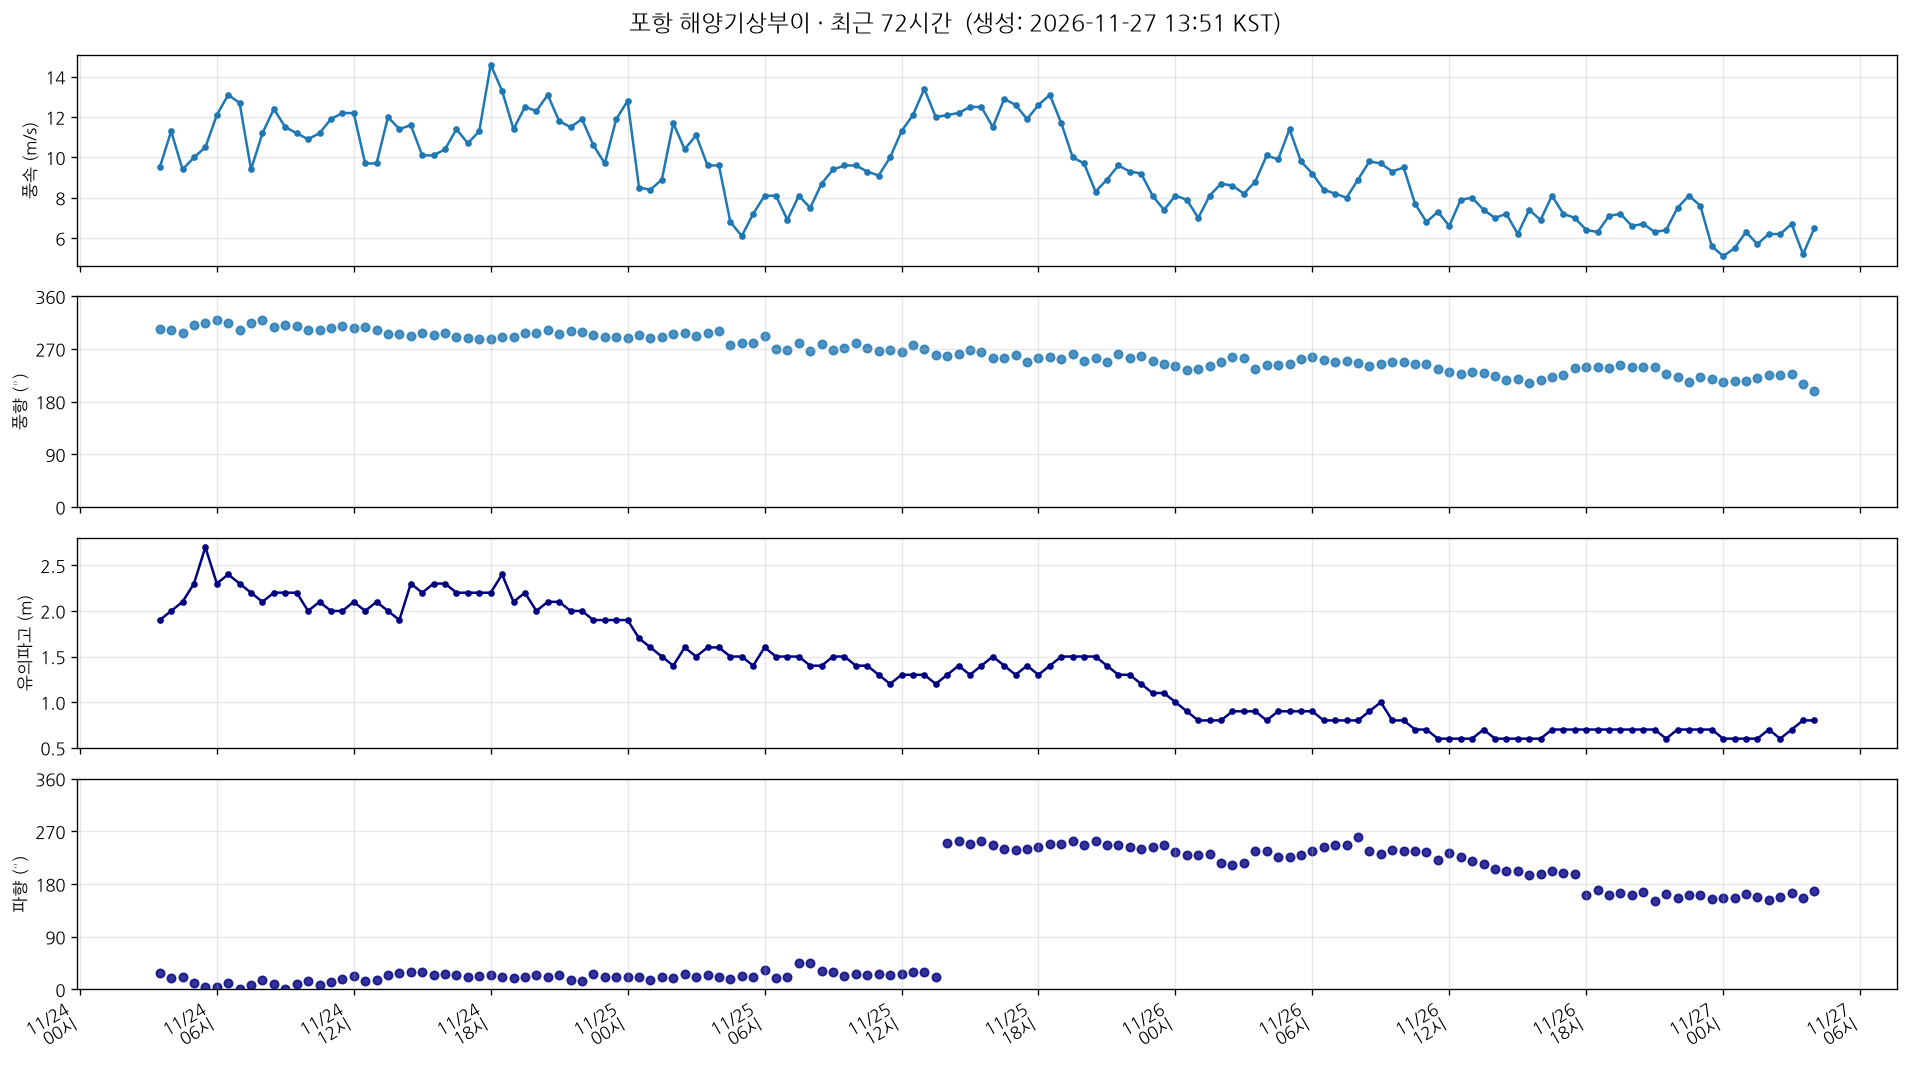 포항 해양기상부이 · 최근 72시간 (생성: 2026-11-27 13:51 KST)
풍속 (m/s)
14
12
10
8
6
풍향 (°)
360
270
180
90
0
유의파고 (m)
2.5
2.0
1.5
1.0
0.5
파향 (°)
360
270
180
90
0
11/24
00시
11/24
06시
11/24
12시
11/24
18시
11/25
00시
11/25
06시
11/25
12시
11/25
18시
11/26
00시
11/26
06시
11/26
12시
11/26
18시
11/27
00시
11/27
06시